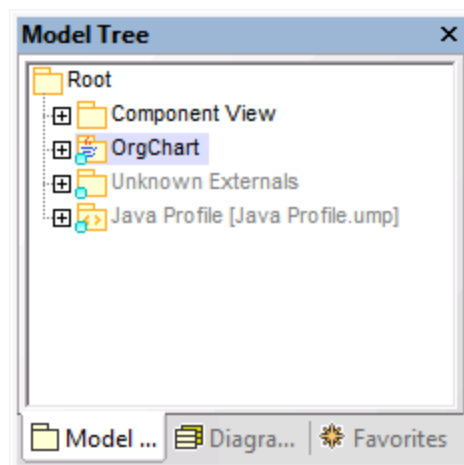 Model Tree
Root
Component View
OrgChart
Unknown Externals
Java Profile [Java Profile.ump]
Model ... Diagra... Favorites